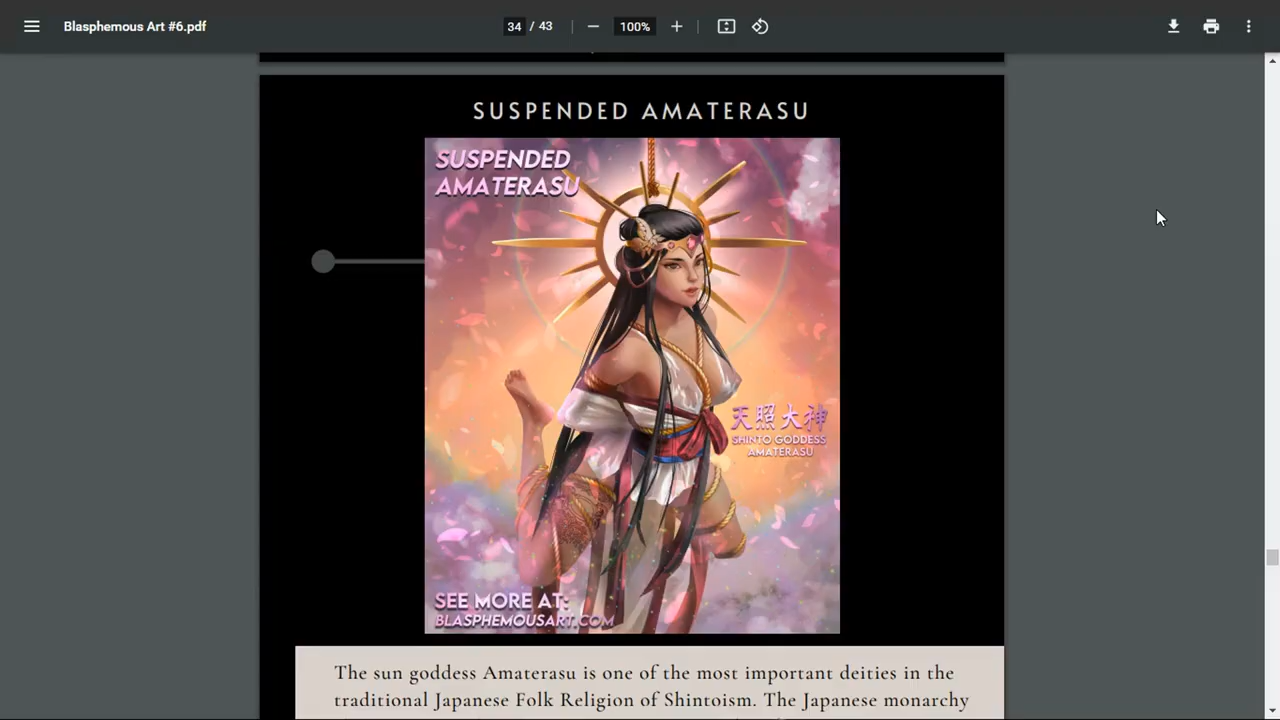 Blasphemous Art #6.pdf
34 / 43
100%
SUSPENDED AMATERASU
SUSPENDED
AMATERASU
天照大神
SHINTO GODDESS
AMATERASU
SEE MORE AT:
BLASPHEMOUSART.COM
The sun goddess Amaterasu is one of the most important deities in the
traditional Japanese Folk Religion of Shintoism. The Japanese monarchy